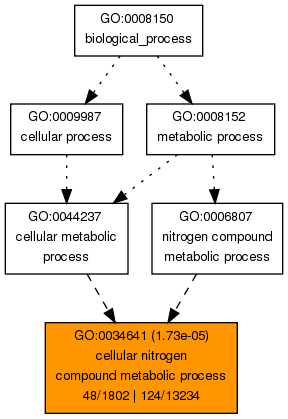 GO:0008150
biological_process
GO:0009987
cellular process
GO:0008152
metabolic process
GO:0044237
cellular metabolic
process
GO:0006807
nitrogen compound
metabolic process
GO:0034641 (1.73e-05)
cellular nitrogen
compound metabolic process
48/1802 | 124/13234